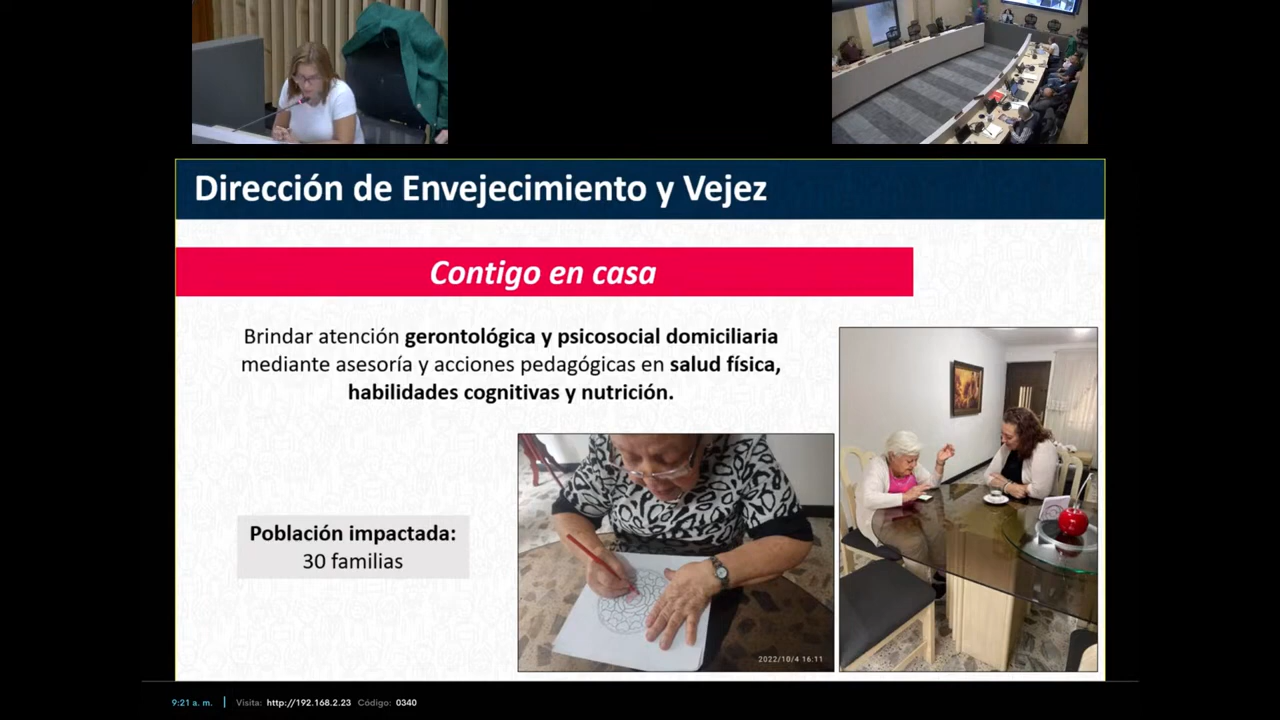 Dirección de Envejecimiento y Vejez
Contigo en casa
Brindar atención gerontológica y psicosocial domiciliaria
mediante asesoría y acciones pedagógicas en salud física,
habilidades cognitivas y nutrición.
Población impactada:
30 familias
2022/10/4 16:11
9:21 a. m. | Visita: http://192.168.2.23 Código: 0340